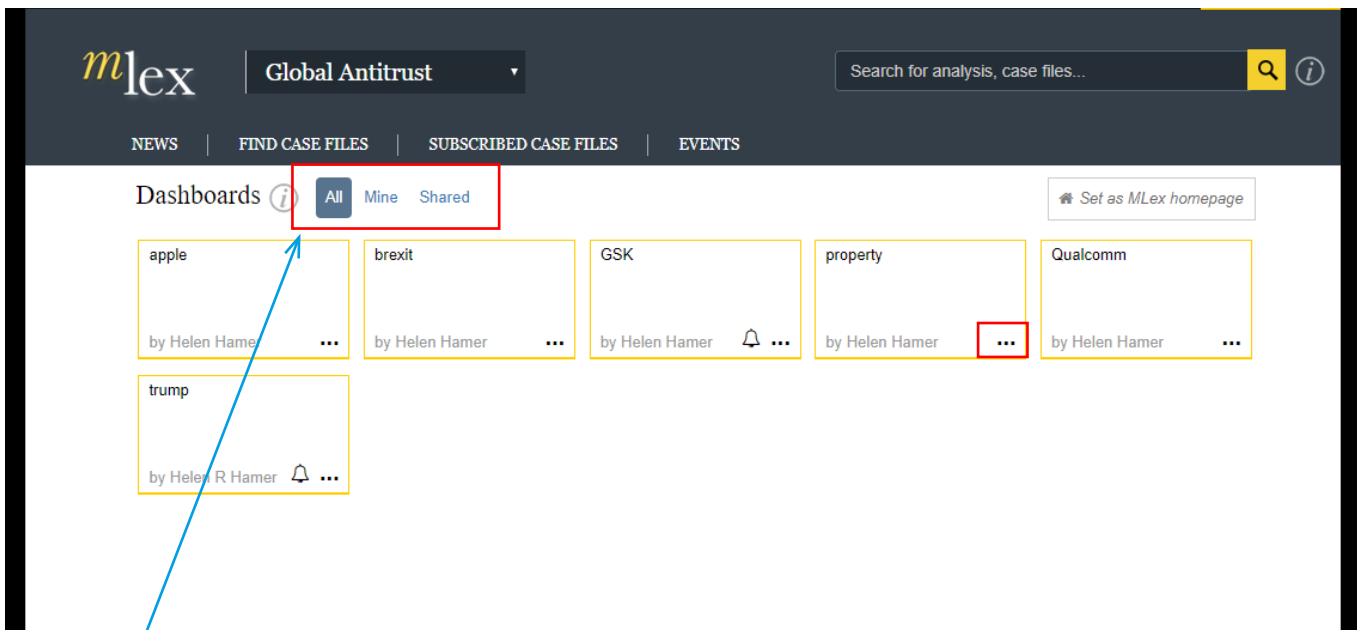 mlex
Global Antitrust
Search for analysis, case files...
NEWS FIND CASE FILES SUBSCRIBED CASE FILES EVENTS
Dashboards i All Mine Shared
Set as MLex homepage
apple
by Helen Hamer ...
brexit
by Helen Hamer ...
GSK
by Helen Hamer ...
property
by Helen Hamer ...
Qualcomm
by Helen Hamer ...
trump
by Helen R Hamer ...